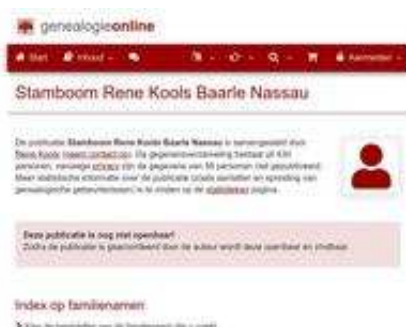 genealogieonline
Start Inhoud Aanmelden
Stamboom Rene Kools Baarle Nassau
De publicatie Stamboom Rene Kools Baarle Nassau is samengesteld door
Rene Kools (neem contact op). De gegevensverzameling bestaat uit
personen, vanwege privacy zijn de gegevens van personen niet gepubliceerd.
Meer statistische informatie over de publicatie (zoals aantallen en spreiding van
genealogische gebeurtenissen) is te vinden op de statistieken pagina.
Deze publicatie is nog niet openbaar!
Zodra de publicatie is geaccordeerd door de auteur wordt deze openbaar en vindbaar.
Index op familienamen